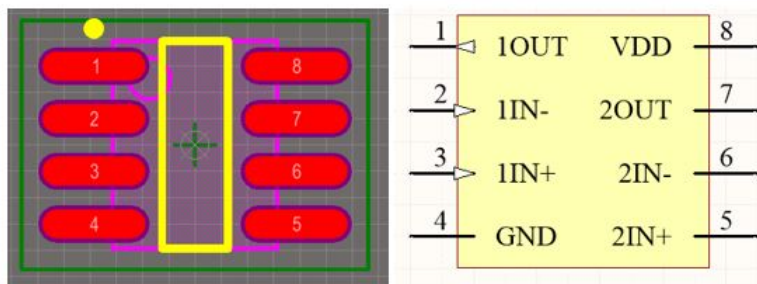 1 8
2 7
3 6
4 5
1 1OUT VDD 8
2 1IN- 2OUT 7
3 1IN+ 2IN- 6
4 GND 2IN+ 5